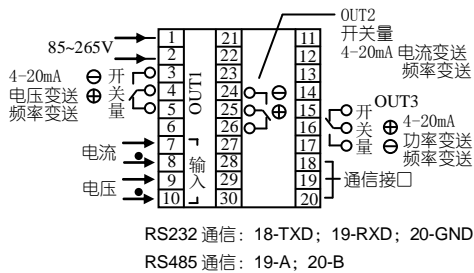 85~265V
4-20mA
电压变送
频率变送
⊖ 开
⊕ 关
量
电流
电压
1
2
3
4
5
6
7
8
9
10
OUT1
输
入
21
22
23
24
25
26
27
28
29
30
⊖
⊕
OUT2
开关量
4-20mA 电流变送
频率变送
11
12
13
14
15
16
17
18
19
20
OUT3
开
关 ⊕
量 ⊖
4-20mA
功率变送
频率变送
通信接口
RS232 通信：18-TXD；19-RXD；20-GND
RS485 通信：19-A；20-B